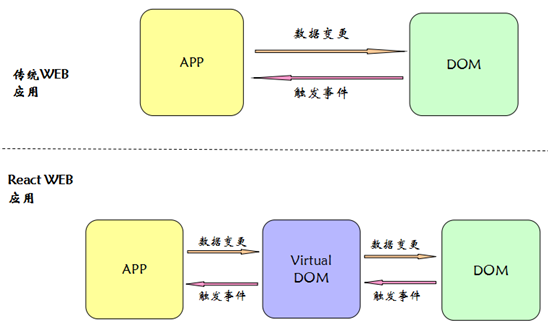 数据变更
APP
DOM
传统WEB
应用
触发事件
React WEB
应用
数据变更
数据变更
APP
Virtual
DOM
DOM
触发事件
触发事件